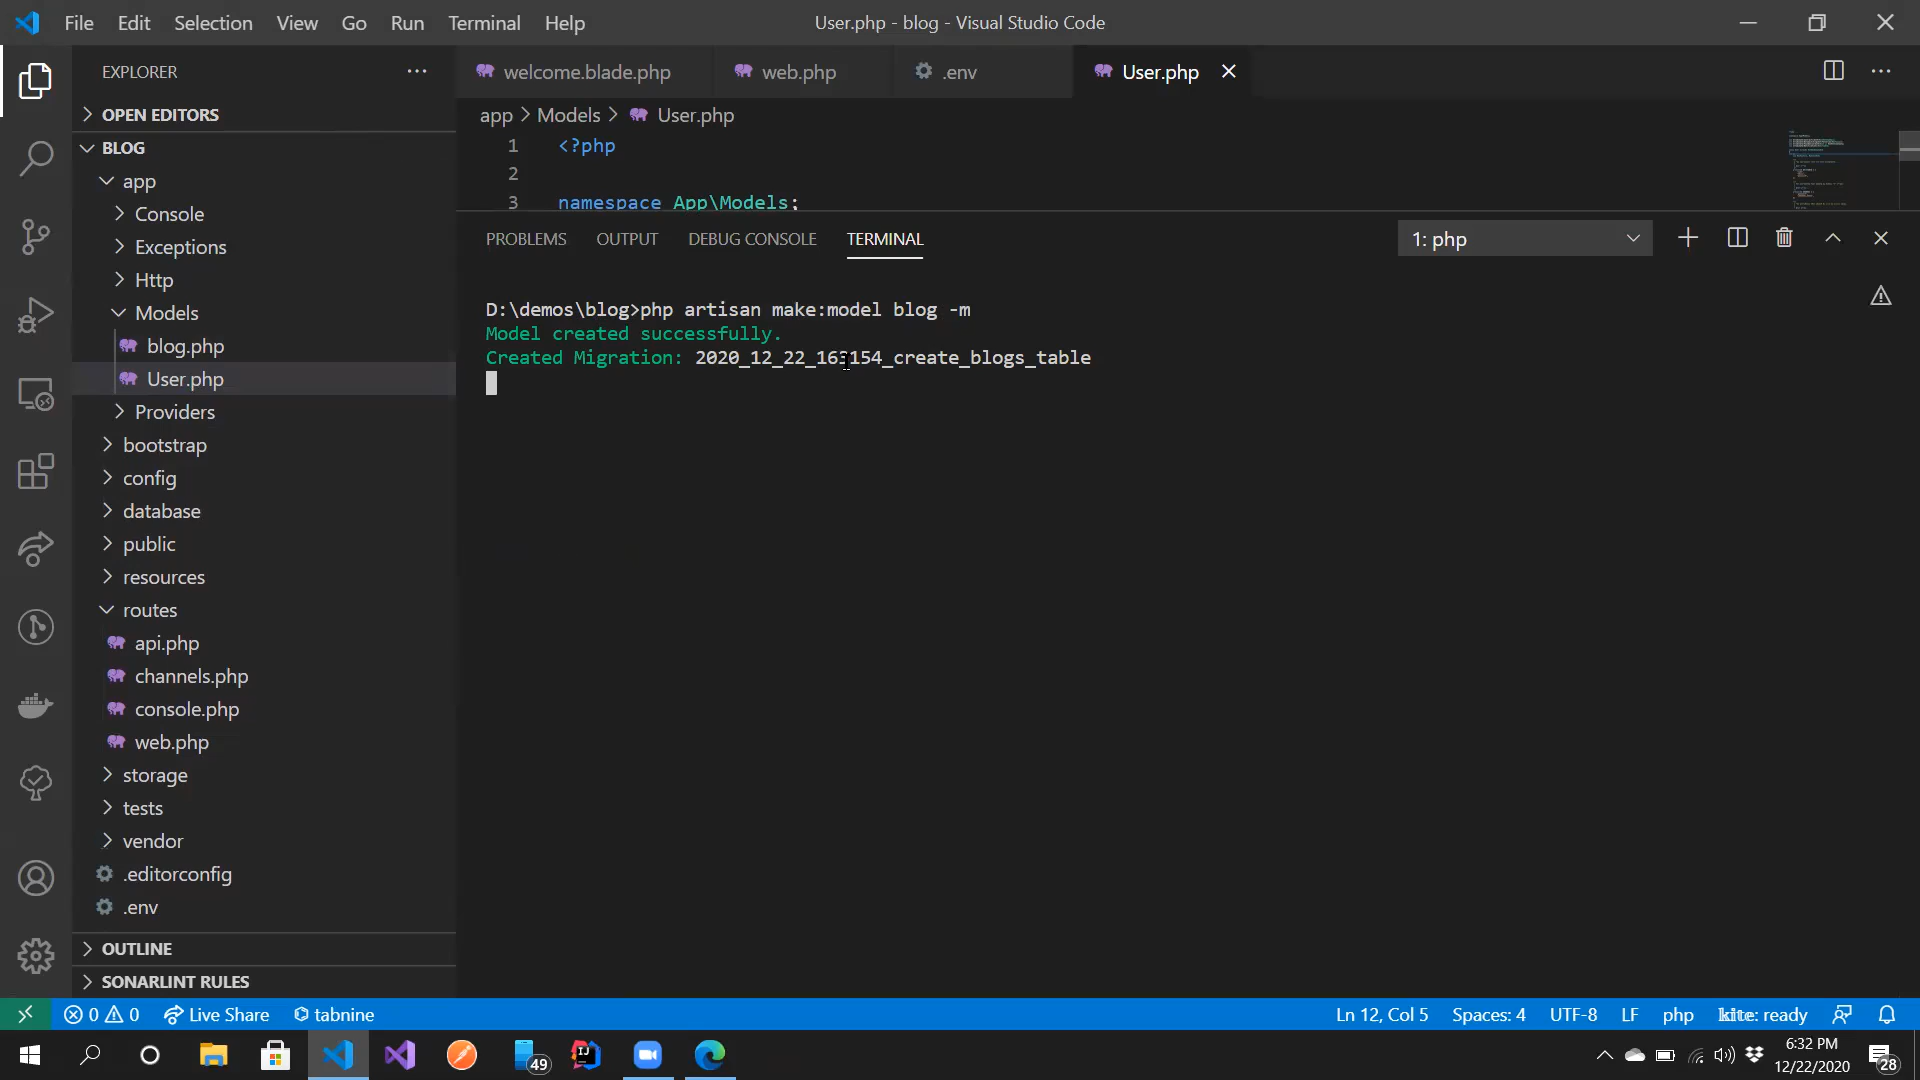 File Edit Selection View Go Run Terminal Help
User.php - blog - Visual Studio Code
EXPLORER
OPEN EDITORS
BLOG
app
Console
Exceptions
Http
Models
blog.php
User.php
Providers
bootstrap
config
database
public
resources
routes
api.php
channels.php
console.php
web.php
storage
tests
vendor
.editorconfig
.env
OUTLINE
SONARLINT RULES
welcome.blade.php web.php .env User.php
app > Models > User.php
1 <?php
2
3 namespace App\Models;
PROBLEMS OUTPUT DEBUG CONSOLE TERMINAL
1: php
D:\demos\blog>php artisan make:model blog -m
Model created successfully.
Created Migration: 2020_12_22_163154_create_blogs_table
0 0 Live Share tabnine
Ln 12, Col 5 Spaces: 4 UTF-8 LF php kite: ready
49
6:32 PM
12/22/2020
28